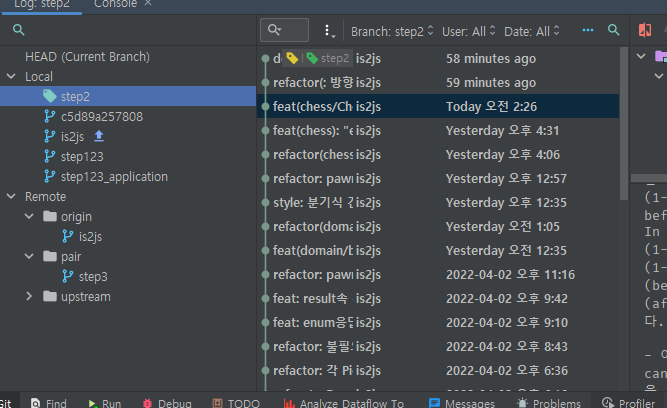 Log: step2 Console
Branch: step2 User: All Date: All
HEAD (Current Branch)
Local
step2
c5d89a257808
is2js
step123
step123_application
Remote
origin
is2js
pair
step3
upstream
step2 is2js 58 minutes ago
refactor(: 방향 is2js 59 minutes ago
feat(chess/Ch is2js Today 오전 2:26
feat(chess): is2js Yesterday 오후 4:31
refactor(chess is2js Yesterday 오후 4:06
refactor: pawn is2js Yesterday 오후 12:57
style: 분기식 is2js Yesterday 오후 12:35
refactor(doma is2js Yesterday 오전 1:05
feat(domain/b is2js Yesterday 오전 12:35
refactor: pawn is2js 2022-04-02 오후 11:16
feat: result속 is2js 2022-04-02 오후 9:42
feat: enum응답 is2js 2022-04-02 오후 9:10
refactor: 불필요 is2js 2022-04-02 오후 8:43
refactor: 각 Pi is2js 2022-04-02 오후 6:36
(1-
bef
In
(1-
(1-
(be
(af
다.
can
을
Git Find Run Debug TODO Analyze Dataflow To Messages Problems Profiler